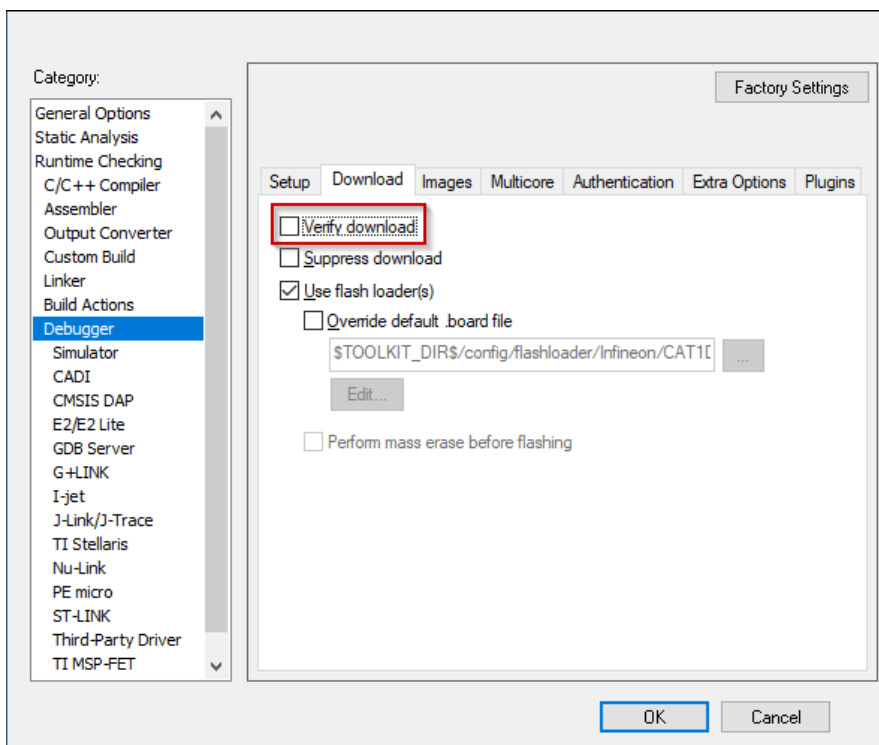 Category:
General Options
Static Analysis
Runtime Checking
C/C++ Compiler
Assembler
Output Converter
Custom Build
Linker
Build Actions
Debugger
Simulator
CADI
CMSIS DAP
E2/E2 Lite
GDB Server
G+LINK
I-jet
J-Link/J-Trace
TI Stellaris
Nu-Link
PE micro
ST-LINK
Third-Party Driver
TI MSP-FET
Factory Settings
Setup Download Images Multicore Authentication Extra Options Plugins
Verify download
Suppress download
Use flash loader(s)
Override default .board file
$TOOLKIT_DIR$/config/flashloader/Infineon/CAT1D ...
Edit...
Perform mass erase before flashing
OK Cancel